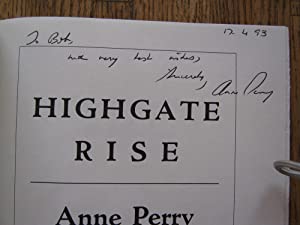 To Bob 12 4 93
with very best wishes,
Sincerely, Anne Perry
HIGHGATE
RISE
Anne Perry